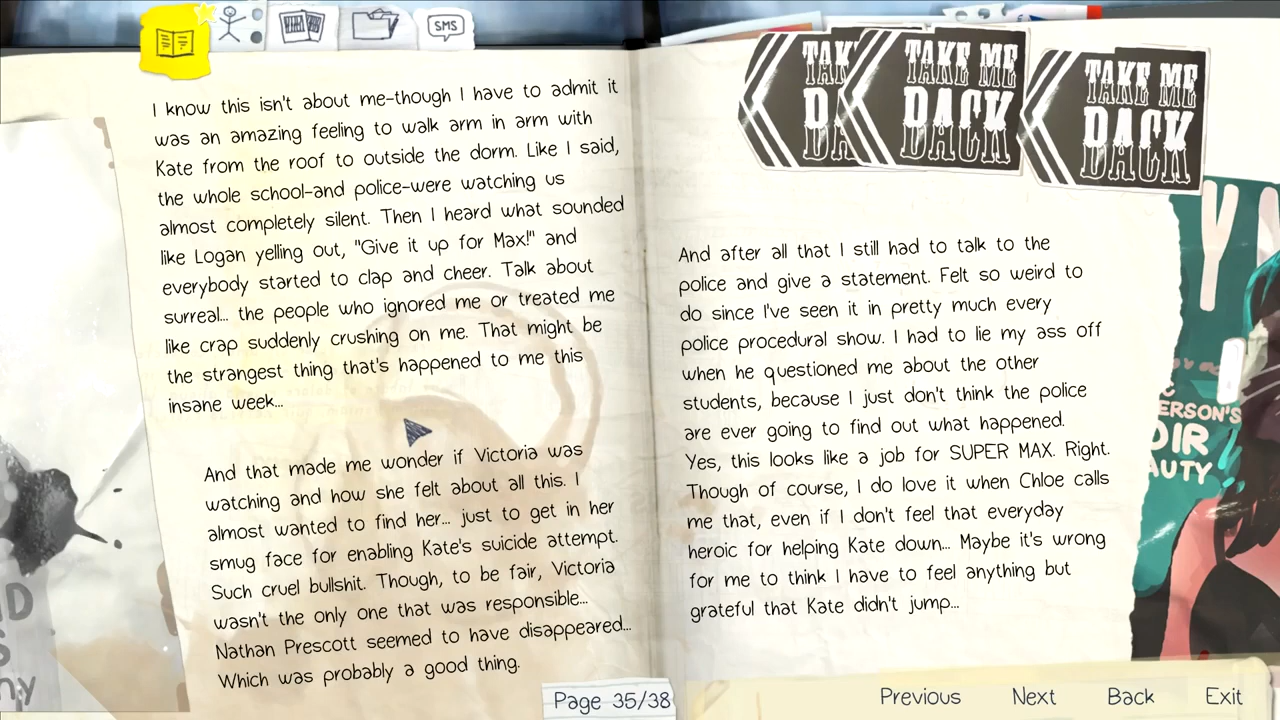 SMS
I know this isn't about me-though I have to admit it
was an amazing feeling to walk arm in arm with
Kate from the roof to outside the dorm. Like I said,
the whole school-and police-were watching us
almost completely silent. Then I heard what sounded
like Logan yelling out, "Give it up for Max!" and
everybody started to clap and cheer. Talk about
surreal... the people who ignored me or treated me
like crap suddenly crushing on me. That might be
the strangest thing that's happened to me this
insane week...
And that made me wonder if Victoria was
watching and how she felt about all this. I
almost wanted to find her... just to get in her
smug face for enabling Kate's suicide attempt.
Such cruel bullshit. Though, to be fair, Victoria
wasn't the only one that was responsible...
Nathan Prescott seemed to have disappeared...
Which was probably a good thing.
TAKE ME
DACK
TAKE ME
DACK
And after all that I still had to talk to the
police and give a statement. Felt so weird to
do since I've seen it in pretty much every
police procedural show. I had to lie my ass off
when he questioned me about the other
students, because I just don't think the police
are ever going to find out what happened.
Yes, this looks like a job for SUPER MAX. Right.
Though of course, I do love it when Chloe calls
me that, even if I don't feel that everyday
heroic for helping Kate down... Maybe it's wrong
for me to think I have to feel anything but
grateful that Kate didn't jump...
Page 35/38
Previous Next Back Exit